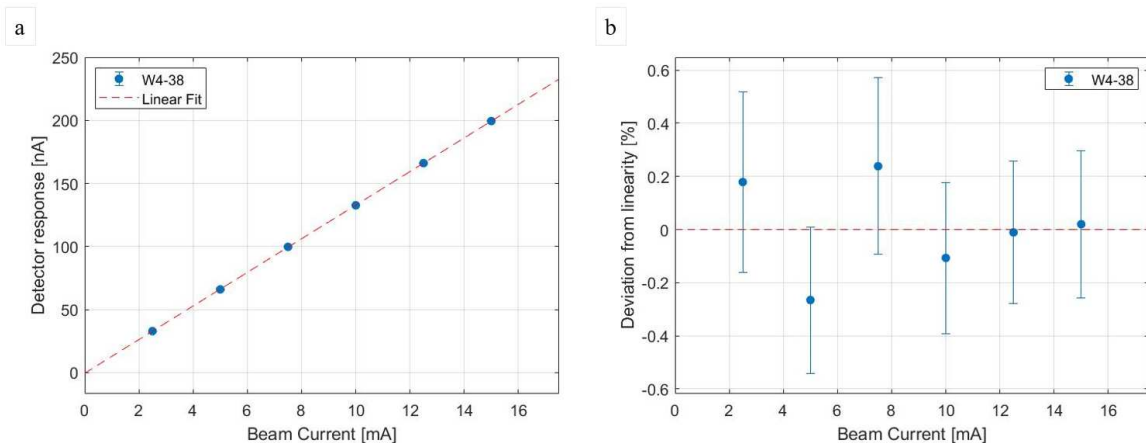 a
250
200
150
100
50
0
Detector response [nA]
W4-38
Linear Fit
0 2 4 6 8 10 12 14 16
Beam Current [mA]
b
0.6
0.4
0.2
0
-0.2
-0.4
-0.6
Deviation from linearity [%]
W4-38
0 2 4 6 8 10 12 14 16
Beam Current [mA]